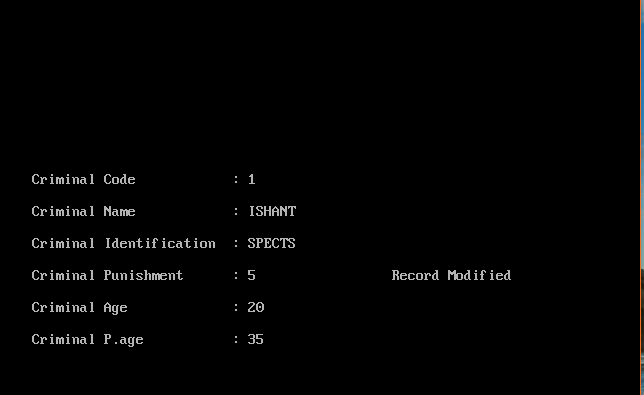 Criminal Code : 1
Criminal Name : ISHANT
Criminal Identification : SPECTS
Criminal Punishment : 5 Record Modified
Criminal Age : 20
Criminal P.age : 35